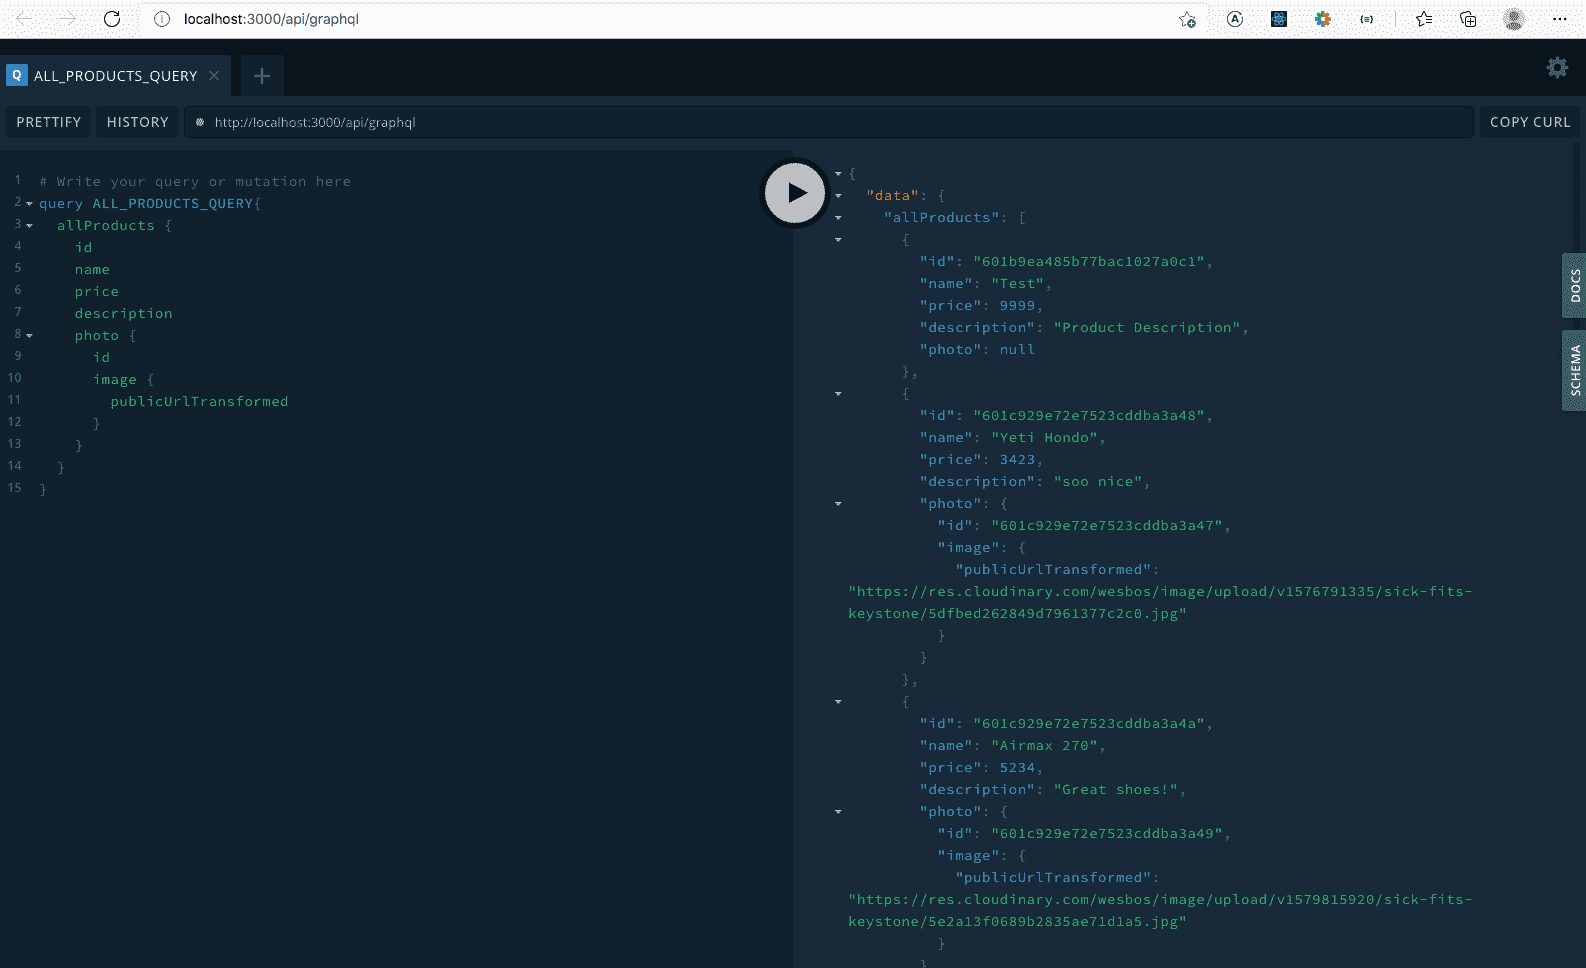 localhost:3000/api/graphql
Q ALL_PRODUCTS_QUERY
PRETTIFY HISTORY http://localhost:3000/api/graphql COPY CURL
1 # Write your query or mutation here
2 query ALL_PRODUCTS_QUERY{
3 allProducts {
4 id
5 name
6 price
7 description
8 photo {
9 id
10 image {
11 publicUrlTransformed
12 }
13 }
14 }
15 }
{
"data": {
"allProducts": [
{
"id": "601b9ea485b77bac1027a0c1",
"name": "Test",
"price": 9999,
"description": "Product Description",
"photo": null
},
{
"id": "601c929e72e7523cddba3a48",
"name": "Yeti Hondo",
"price": 3423,
"description": "soo nice",
"photo": {
"id": "601c929e72e7523cddba3a47",
"image": {
"publicUrlTransformed":
"https://res.cloudinary.com/wesbos/image/upload/v1576791335/sick-fits-
keystone/5dfbed262849d7961377c2c0.jpg"
}
}
},
{
"id": "601c929e72e7523cddba3a4a",
"name": "Airmax 270",
"price": 5234,
"description": "Great shoes!",
"photo": {
"id": "601c929e72e7523cddba3a49",
"image": {
"publicUrlTransformed":
"https://res.cloudinary.com/wesbos/image/upload/v1579815920/sick-fits-
keystone/5e2a13f0689b2835ae71d1a5.jpg"
}
}
DOCS
SCHEMA